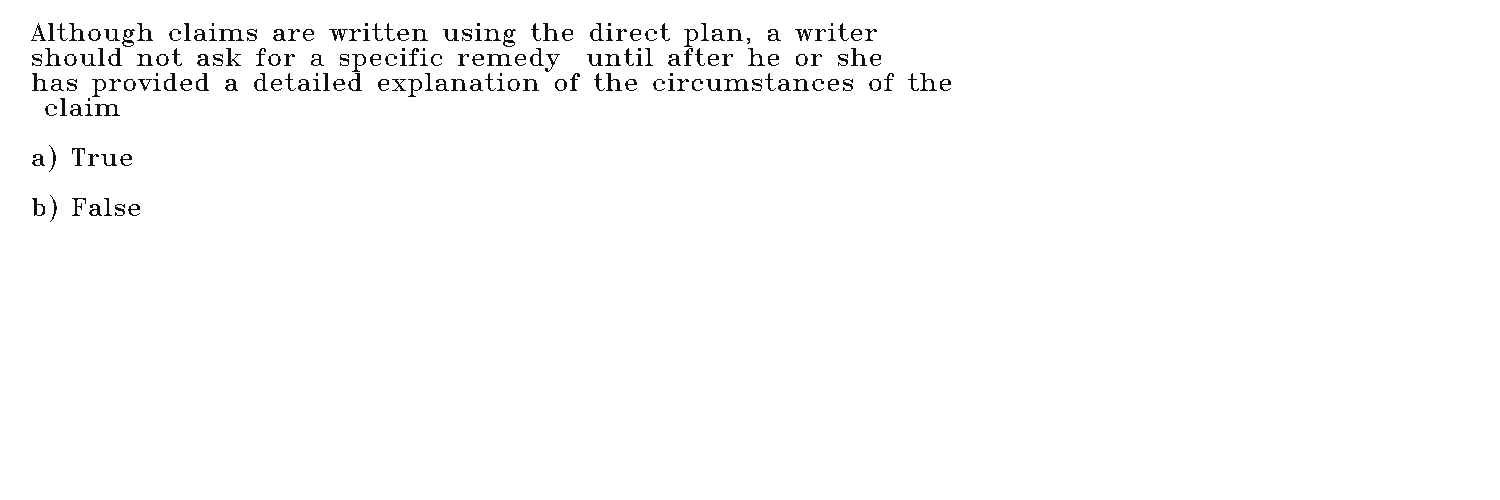 Although claims are written using the direct plan, a writer
should not ask for a specific remedy  until after he or she
has provided a detailed explanation of the circumstances of the
 claim
a) True
b) False